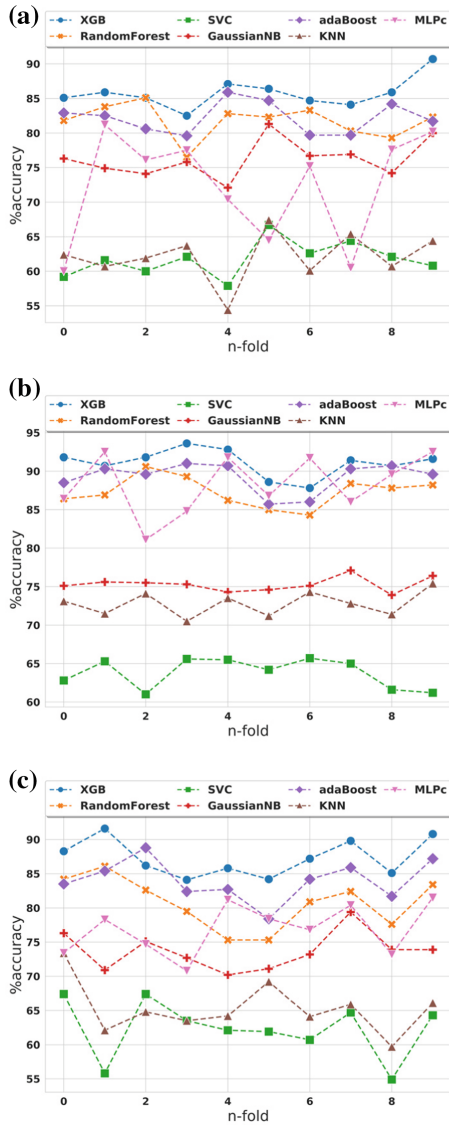 (a)
XGB SVC adaBoost MLPc
RandomForest GaussianNB KNN
90
85
80
75
70
65
60
55
%accuracy
0 2 4 6 8
n-fold
(b)
XGB SVC adaBoost MLPc
RandomForest GaussianNB KNN
95
90
85
80
75
70
65
60
%accuracy
0 2 4 6 8
n-fold
(c)
XGB SVC adaBoost MLPc
RandomForest GaussianNB KNN
90
85
80
75
70
65
60
55
%accuracy
0 2 4 6 8
n-fold